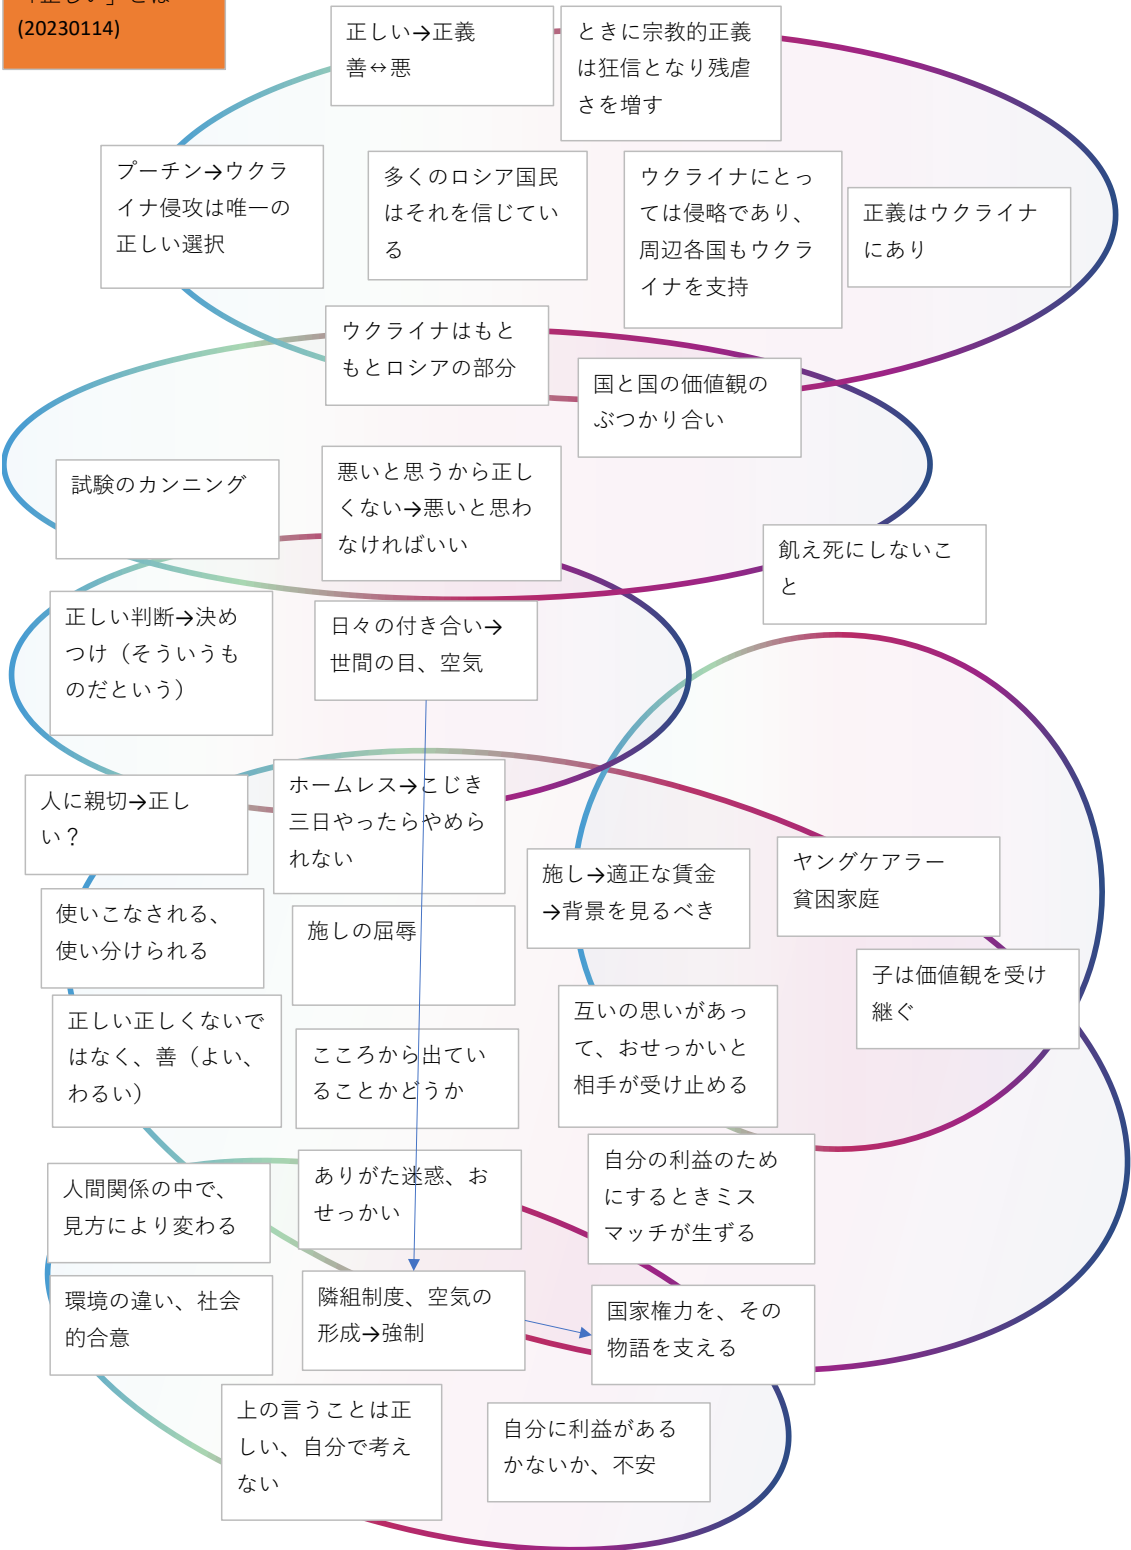 「正しい」とは
(20230114)
正しい→正義
善↔悪
ときに宗教的正義
は狂信となり残虐
さを増す
プーチン→ウクラ
イナ侵攻は唯一の
正しい選択
多くのロシア国民
はそれを信じてい
る
ウクライナにとっ
ては侵略であり、
周辺各国もウクラ
イナを支持
正義はウクライナ
にあり
ウクライナはもと
もとロシアの部分
国と国の価値観の
ぶつかり合い
試験のカンニング
悪いと思うから正し
くない→悪いと思わ
なければいい
飢え死にしないこ
と
正しい判断→決め
つけ（そういうも
のだという）
日々の付き合い→
世間の目、空気
人に親切→正し
い？
ホームレス→こじき
三日やったらやめら
れない
施し→適正な賃金
→背景を見るべき
ヤングケアラー
貧困家庭
使いこなされる、
使い分けられる
施しの屈辱
子は価値観を受け
継ぐ
正しい正しくないで
はなく、善（よい、
わるい）
こころから出てい
ることかどうか
互いの思いがあっ
て、おせっかいと
相手が受け止める
人間関係の中で、
見方により変わる
ありがた迷惑、お
せっかい
自分の利益のため
にするときミス
マッチが生ずる
環境の違い、社会
的合意
隣組制度、空気の
形成→強制
国家権力を、その
物語を支える
上の言うことは正
しい、自分で考え
ない
自分に利益がある
かないか、不安